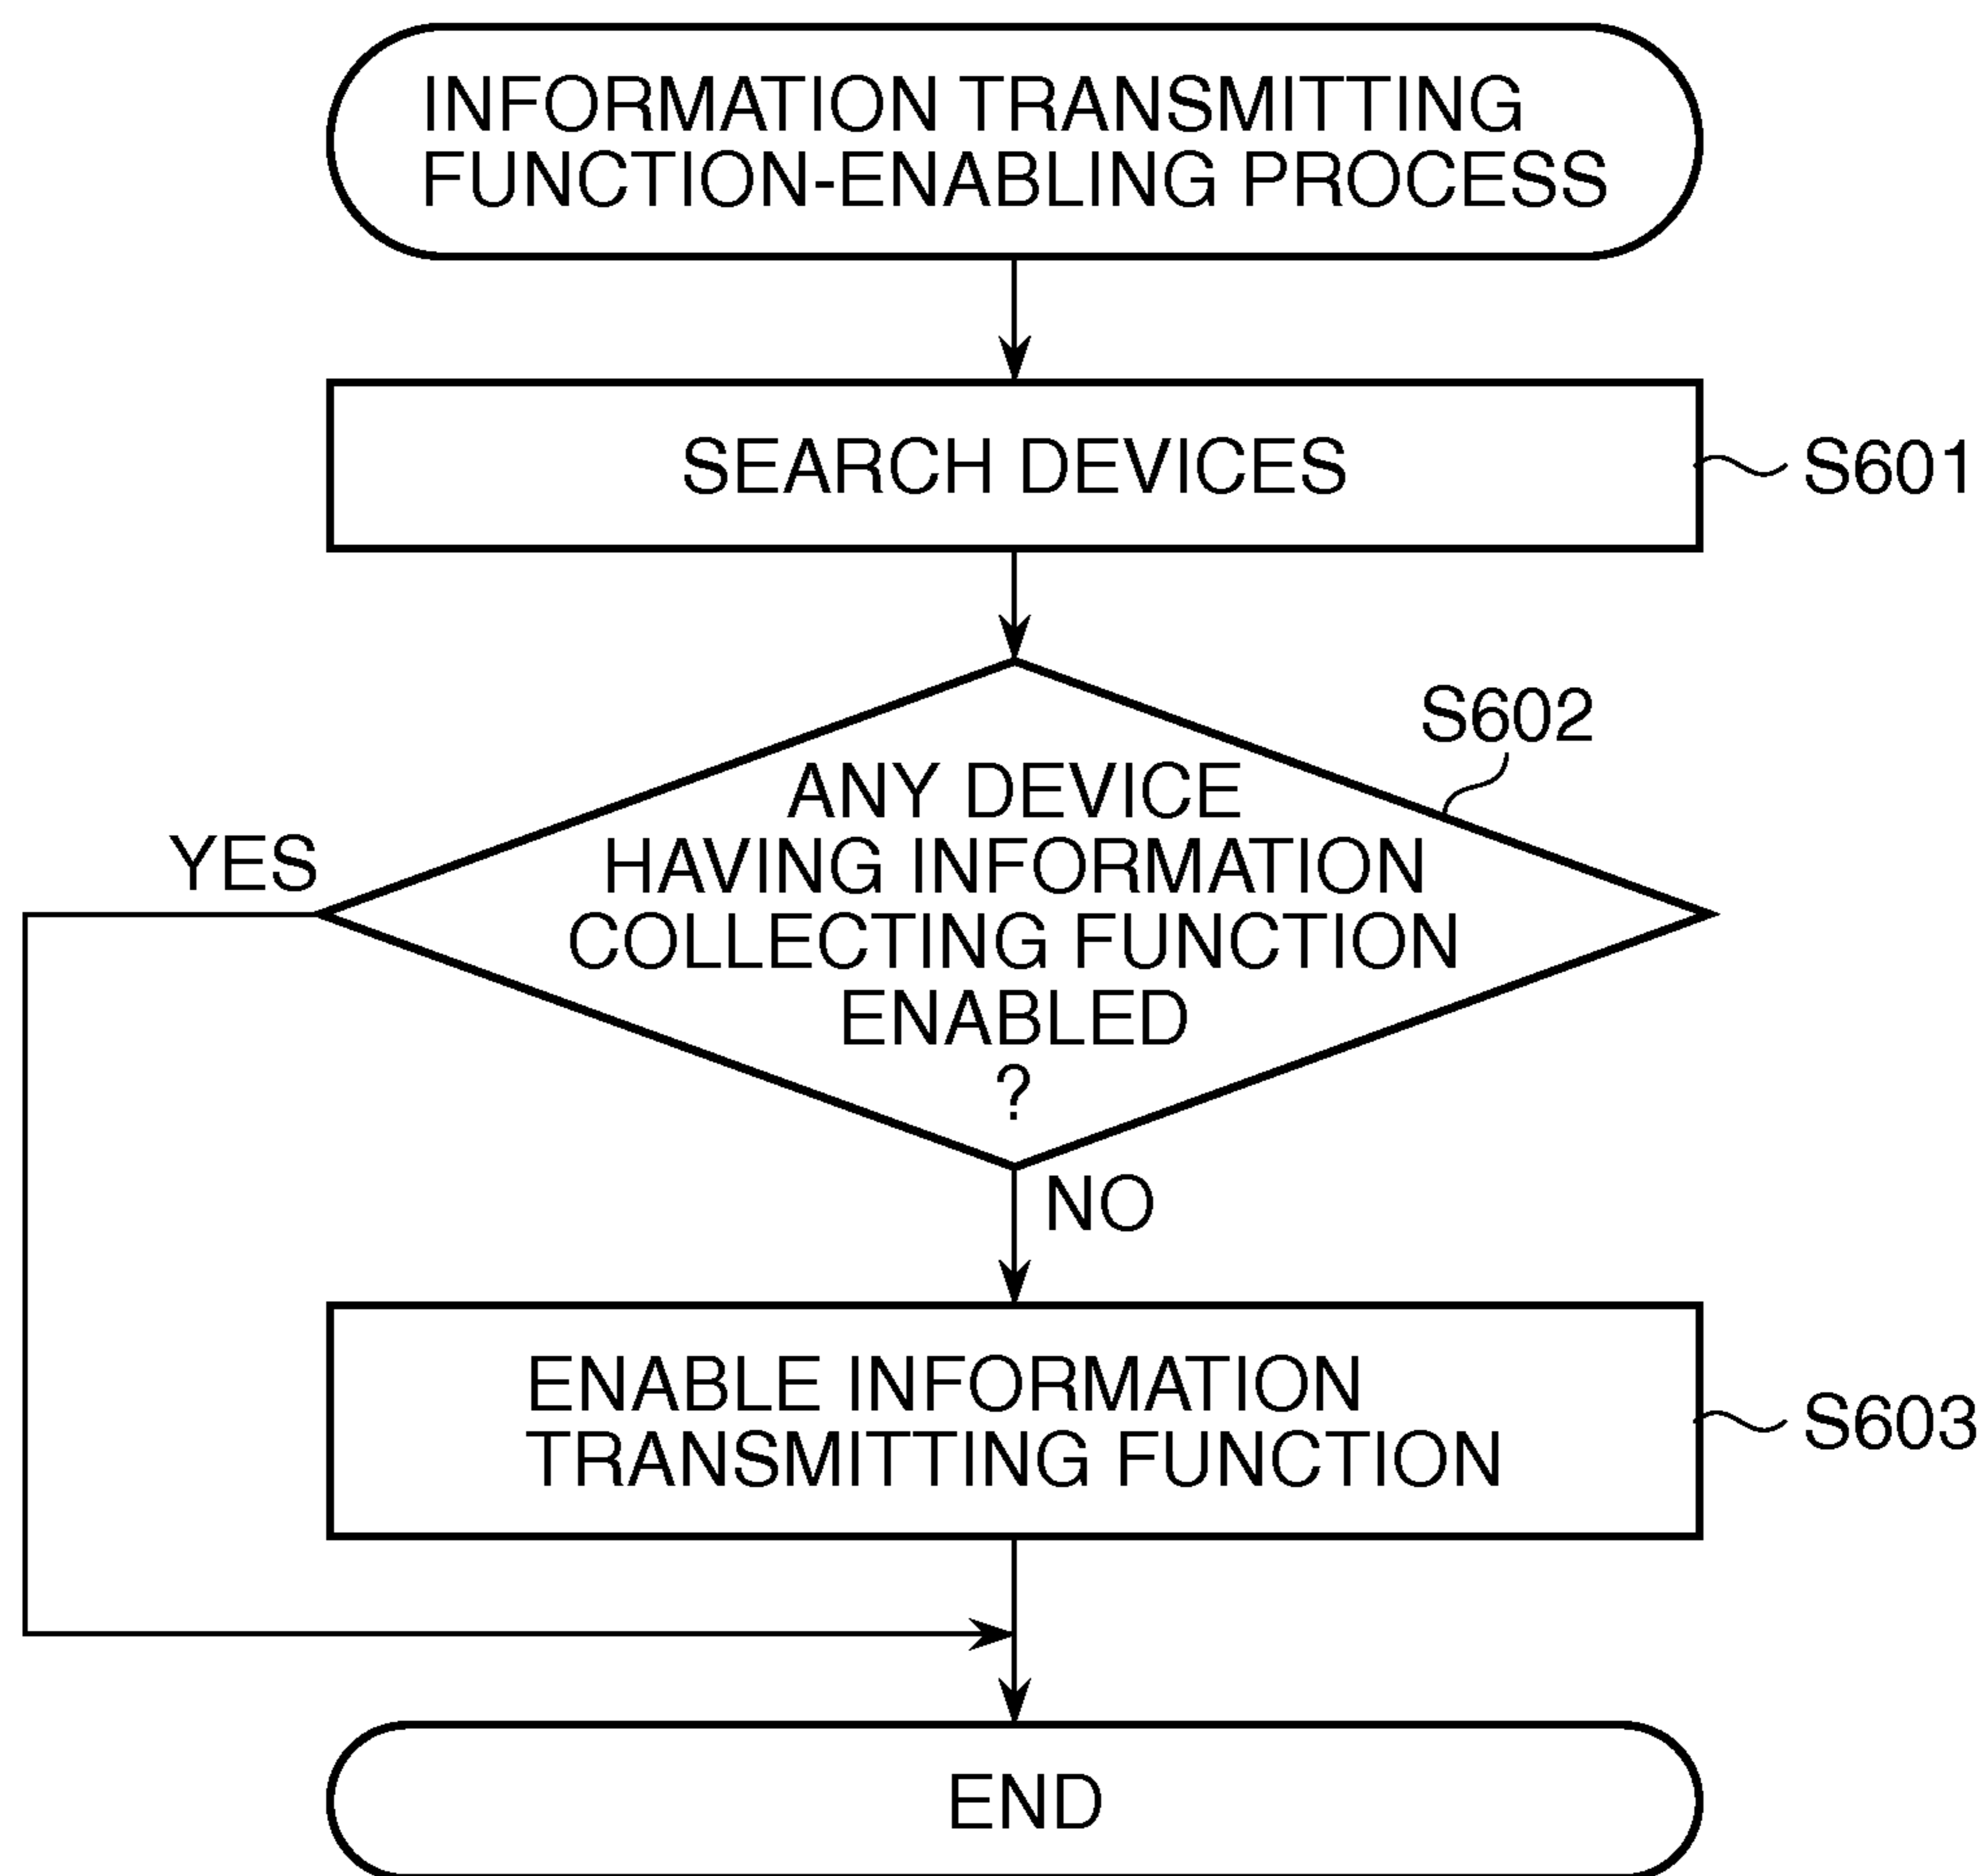 INFORMATION TRANSMITTING
FUNCTION-ENABLING PROCESS
SEARCH DEVICES
S601
S602
ANY DEVICE
HAVING INFORMATION
COLLECTING FUNCTION
ENABLED
?
YES
NO
ENABLE INFORMATION
TRANSMITTING FUNCTION
S603
END